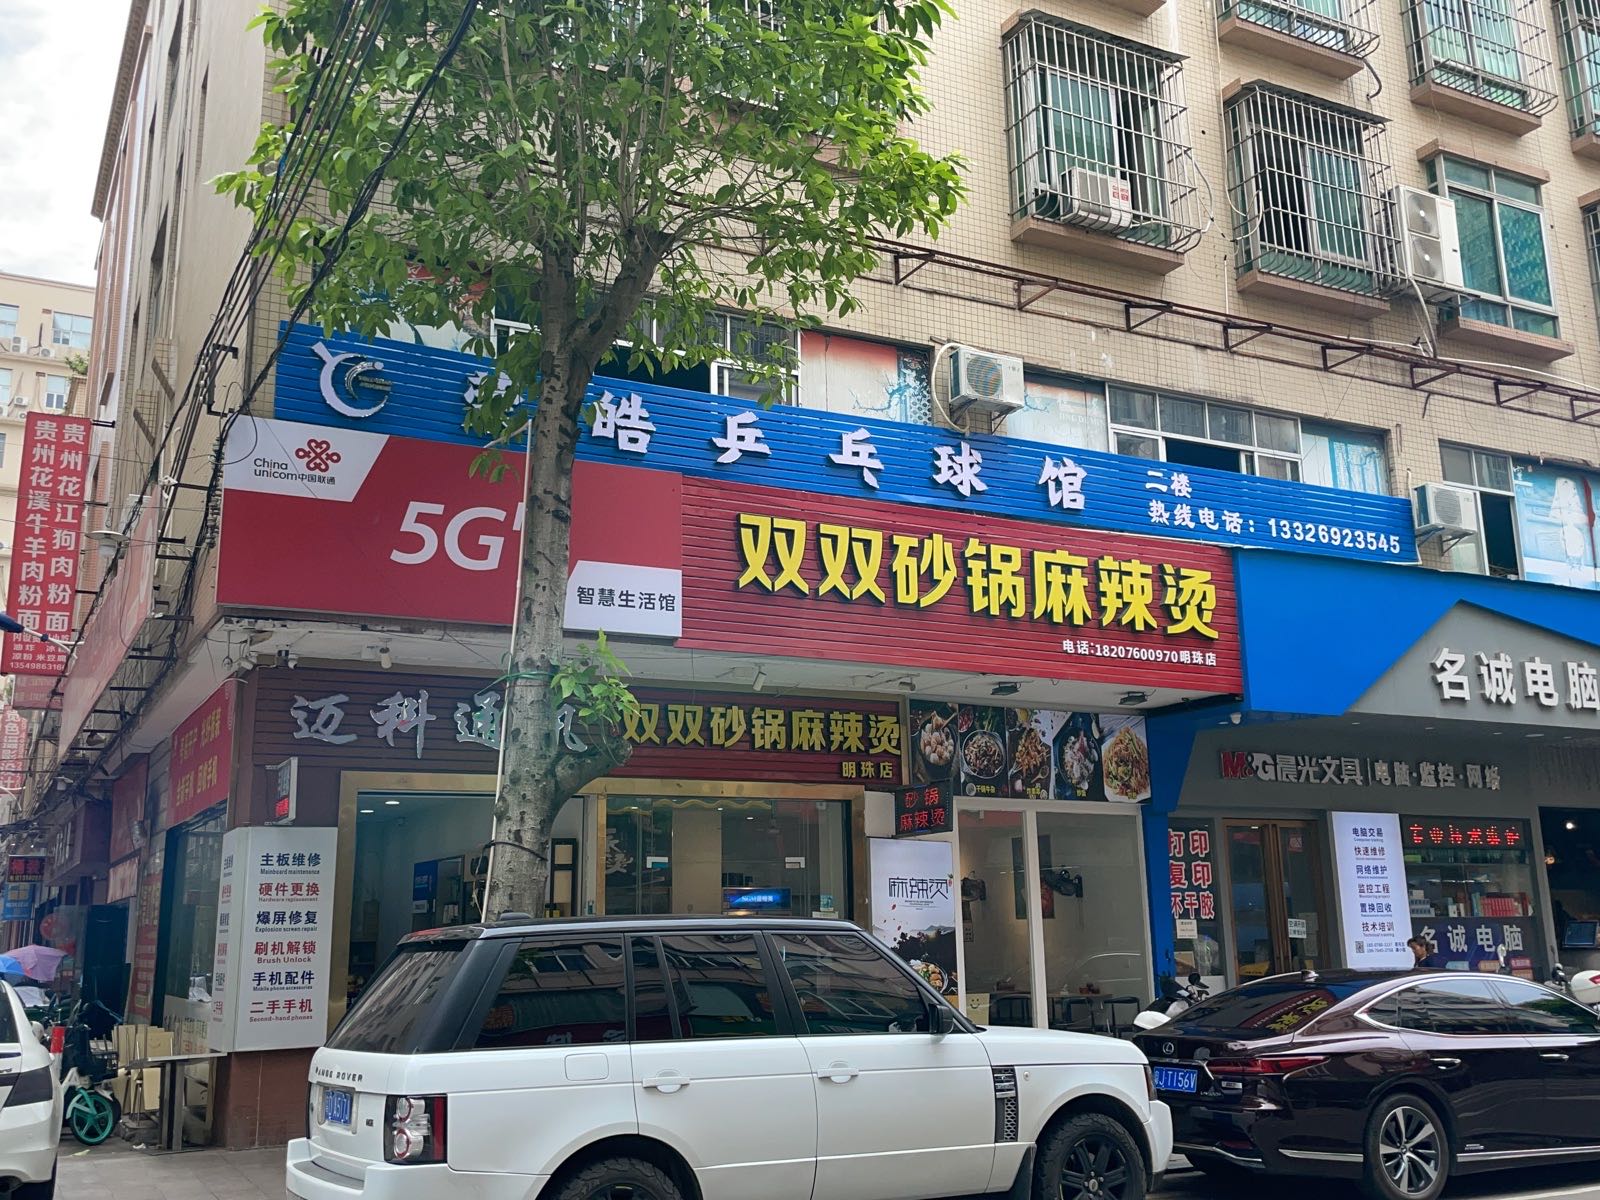 皓乒乓球馆
二楼
热线电话：13326923545
China
unicom中国联通
5G
智慧生活馆
双双砂锅麻辣烫
电话:18207600970明珠店
贵州花江狗肉粉面
贵州花溪牛羊肉粉面
迈科通讯
双双砂锅麻辣烫
明珠店
砂锅
麻辣烫
麻辣烫
名诚电脑
M&G晨光文具|电脑·监控·网络
打印
复印
不干胶
电脑交易
快速维修
网络维护
监控工程
置换回收
技术培训
名诚电脑
主板维修
Mainboard maintenance
硬件更换
Hardware replacement
爆屏修复
Explosion screen repair
刷机解锁
Brush Unlock
手机配件
Mobile phone accessories
二手手机
Second-hand phones
RANGE ROVER
JT156V